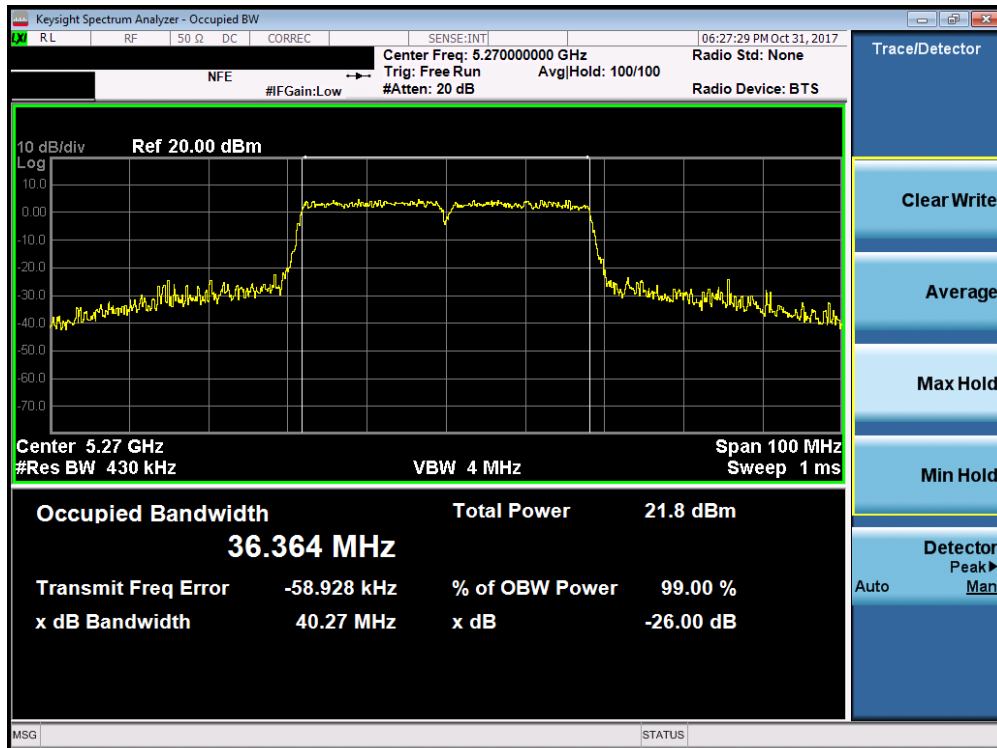 Keysight Spectrum Analyzer - Occupied BW
LXI RL RF 50 Ω DC CORREC SENSE:INT 06:27:29 PM Oct 31, 2017
Center Freq: 5.270000000 GHz Radio Std: None
NFE Trig: Free Run Avg|Hold: 100/100
#IFGain:Low #Atten: 20 dB Radio Device: BTS
Trace/Detector
10 dB/div Ref 20.00 dBm
Log
10.0
0.00
-10.0
-20.0
-30.0
-40.0
-50.0
-60.0
-70.0
Center 5.27 GHz Span 100 MHz
#Res BW 430 kHz VBW 4 MHz Sweep 1 ms
Occupied Bandwidth Total Power 21.8 dBm
36.364 MHz
Transmit Freq Error -58.928 kHz % of OBW Power 99.00 %
x dB Bandwidth 40.27 MHz x dB -26.00 dB
Clear Write
Average
Max Hold
Min Hold
Detector
Peak▶
Auto Man
MSG STATUS